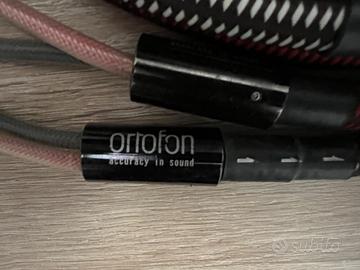 ortofon
accuracy in sound
subito